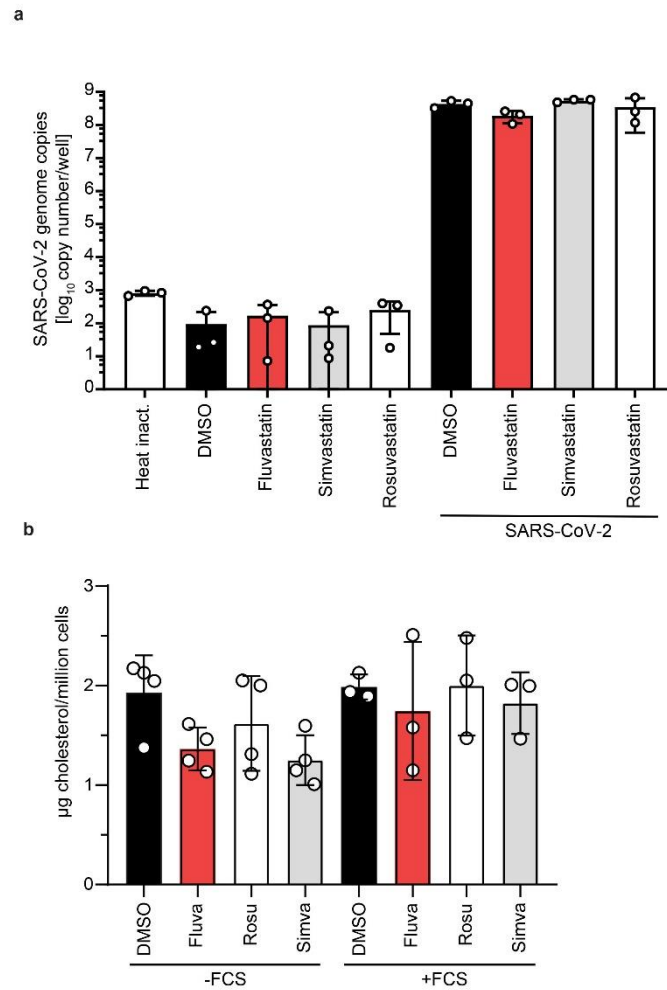 a
SARS-CoV-2 genome copies
[log₁₀ copy number/well]
9
8
7
6
5
4
3
2
1
0
Heat inact.
DMSO
Fluvastatin
Simvastatin
Rosuvastatin
DMSO
Fluvastatin
Simvastatin
Rosuvastatin
SARS-CoV-2
b
µg cholesterol/million cells
3
2
1
0
DMSO
Fluva
Rosu
Simva
DMSO
Fluva
Rosu
Simva
-FCS
+FCS